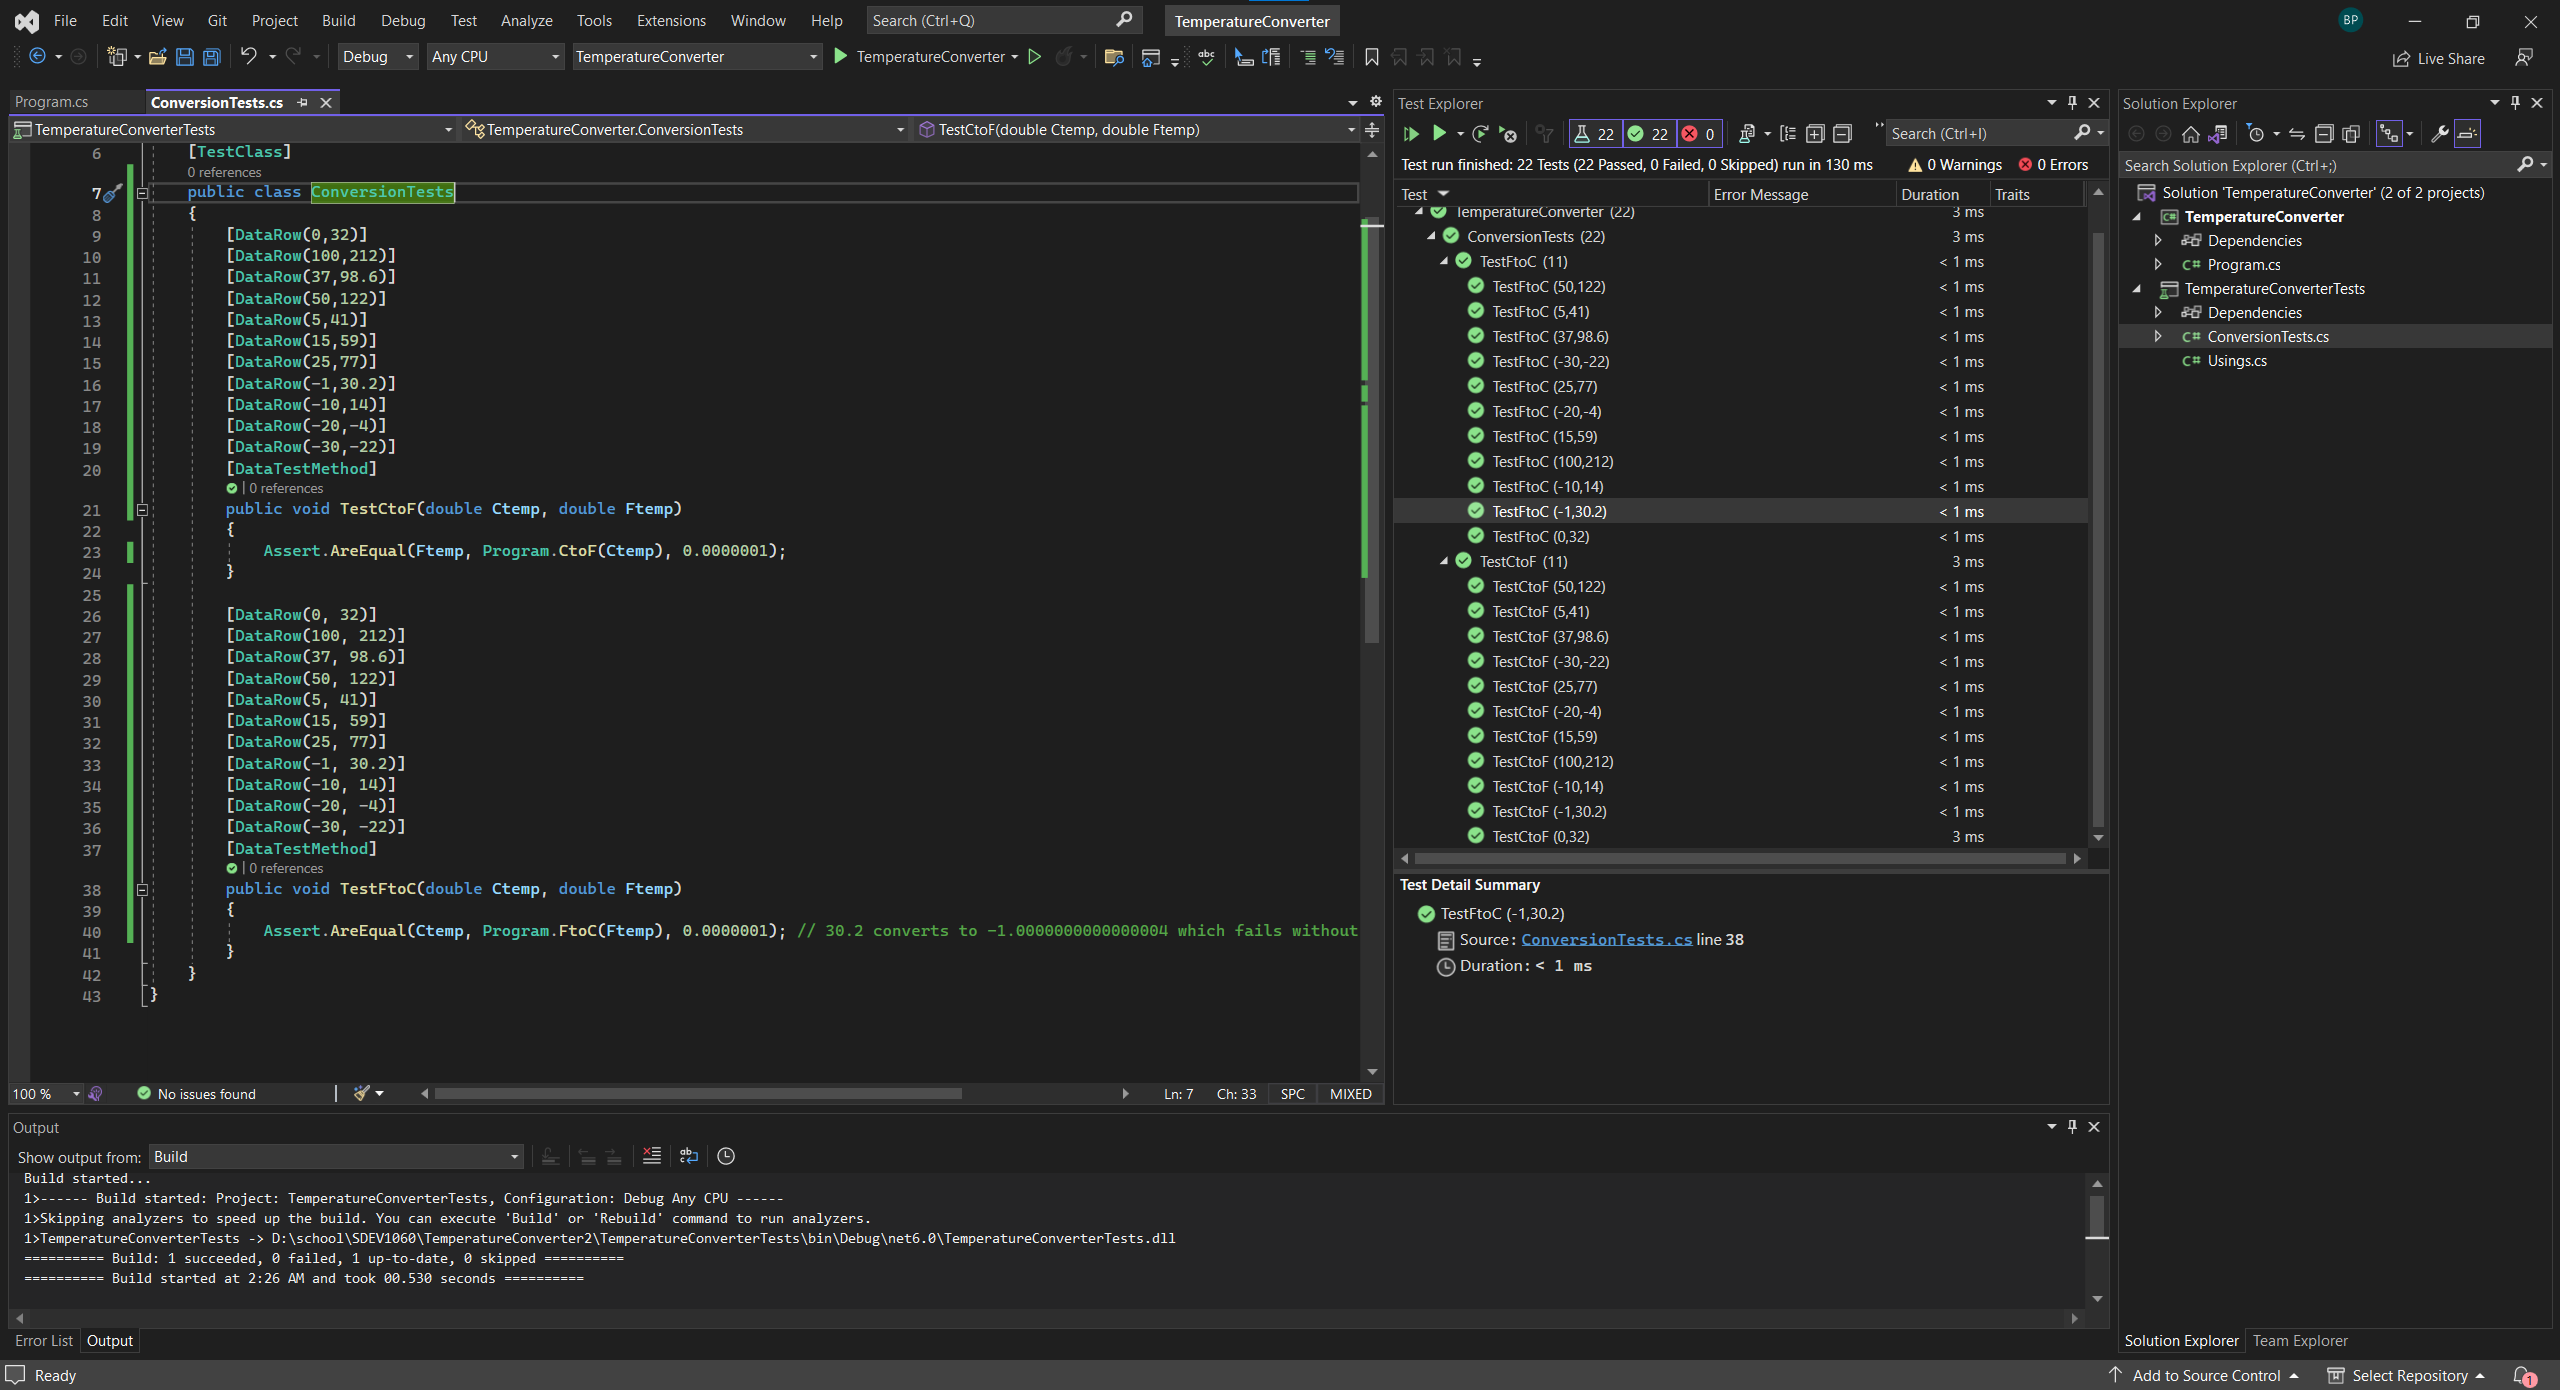 File Edit View Git Project Build Debug Test Analyze Tools Extensions Window Help Search (Ctrl+Q) TemperatureConverter BP
Debug Any CPU TemperatureConverter TemperatureConverter Live Share
Program.cs ConversionTests.cs
TemperatureConverterTests TemperatureConverter.ConversionTests TestCtoF(double Ctemp, double Ftemp)
6 [TestClass]
0 references
7 public class ConversionTests
8 {
9 [DataRow(0,32)]
10 [DataRow(100,212)]
11 [DataRow(37,98.6)]
12 [DataRow(50,122)]
13 [DataRow(5,41)]
14 [DataRow(15,59)]
15 [DataRow(25,77)]
16 [DataRow(-1,30.2)]
17 [DataRow(-10,14)]
18 [DataRow(-20,-4)]
19 [DataRow(-30,-22)]
20 [DataTestMethod]
| 0 references
21 public void TestCtoF(double Ctemp, double Ftemp)
22 {
23 Assert.AreEqual(Ftemp, Program.CtoF(Ctemp), 0.0000001);
24 }
25
26 [DataRow(0, 32)]
27 [DataRow(100, 212)]
28 [DataRow(37, 98.6)]
29 [DataRow(50, 122)]
30 [DataRow(5, 41)]
31 [DataRow(15, 59)]
32 [DataRow(25, 77)]
33 [DataRow(-1, 30.2)]
34 [DataRow(-10, 14)]
35 [DataRow(-20, -4)]
36 [DataRow(-30, -22)]
37 [DataTestMethod]
| 0 references
38 public void TestFtoC(double Ctemp, double Ftemp)
39 {
40 Assert.AreEqual(Ctemp, Program.FtoC(Ftemp), 0.0000001); // 30.2 converts to -1.0000000000000004 which fails without
41 }
42 }
43 }
100 % No issues found Ln: 7 Ch: 33 SPC MIXED
Test Explorer
22 22 0 Search (Ctrl+I)
Test run finished: 22 Tests (22 Passed, 0 Failed, 0 Skipped) run in 130 ms 0 Warnings 0 Errors
Test Error Message Duration Traits
TemperatureConverter (22) 3 ms
ConversionTests (22) 3 ms
TestFtoC (11) < 1 ms
TestFtoC (50,122) < 1 ms
TestFtoC (5,41) < 1 ms
TestFtoC (37,98.6) < 1 ms
TestFtoC (-30,-22) < 1 ms
TestFtoC (25,77) < 1 ms
TestFtoC (-20,-4) < 1 ms
TestFtoC (15,59) < 1 ms
TestFtoC (100,212) < 1 ms
TestFtoC (-10,14) < 1 ms
TestFtoC (-1,30.2) < 1 ms
TestFtoC (0,32) < 1 ms
TestCtoF (11) 3 ms
TestCtoF (50,122) < 1 ms
TestCtoF (5,41) < 1 ms
TestCtoF (37,98.6) < 1 ms
TestCtoF (-30,-22) < 1 ms
TestCtoF (25,77) < 1 ms
TestCtoF (-20,-4) < 1 ms
TestCtoF (15,59) < 1 ms
TestCtoF (100,212) < 1 ms
TestCtoF (-10,14) < 1 ms
TestCtoF (-1,30.2) < 1 ms
TestCtoF (0,32) 3 ms
Test Detail Summary
TestFtoC (-1,30.2)
Source: ConversionTests.cs line 38
Duration: < 1 ms
Solution Explorer
Search Solution Explorer (Ctrl+;)
Solution 'TemperatureConverter' (2 of 2 projects)
TemperatureConverter
Dependencies
C# Program.cs
TemperatureConverterTests
Dependencies
C# ConversionTests.cs
C# Usings.cs
Output
Show output from: Build
Build started...
1>------ Build started: Project: TemperatureConverterTests, Configuration: Debug Any CPU ------
1>Skipping analyzers to speed up the build. You can execute 'Build' or 'Rebuild' command to run analyzers.
1>TemperatureConverterTests -> D:\school\SDEV1060\TemperatureConverter2\TemperatureConverterTests\bin\Debug\net6.0\TemperatureConverterTests.dll
========== Build: 1 succeeded, 0 failed, 1 up-to-date, 0 skipped ==========
========== Build started at 2:26 AM and took 00.530 seconds ==========
Error List Output
Solution Explorer Team Explorer
Ready Add to Source Control Select Repository 1